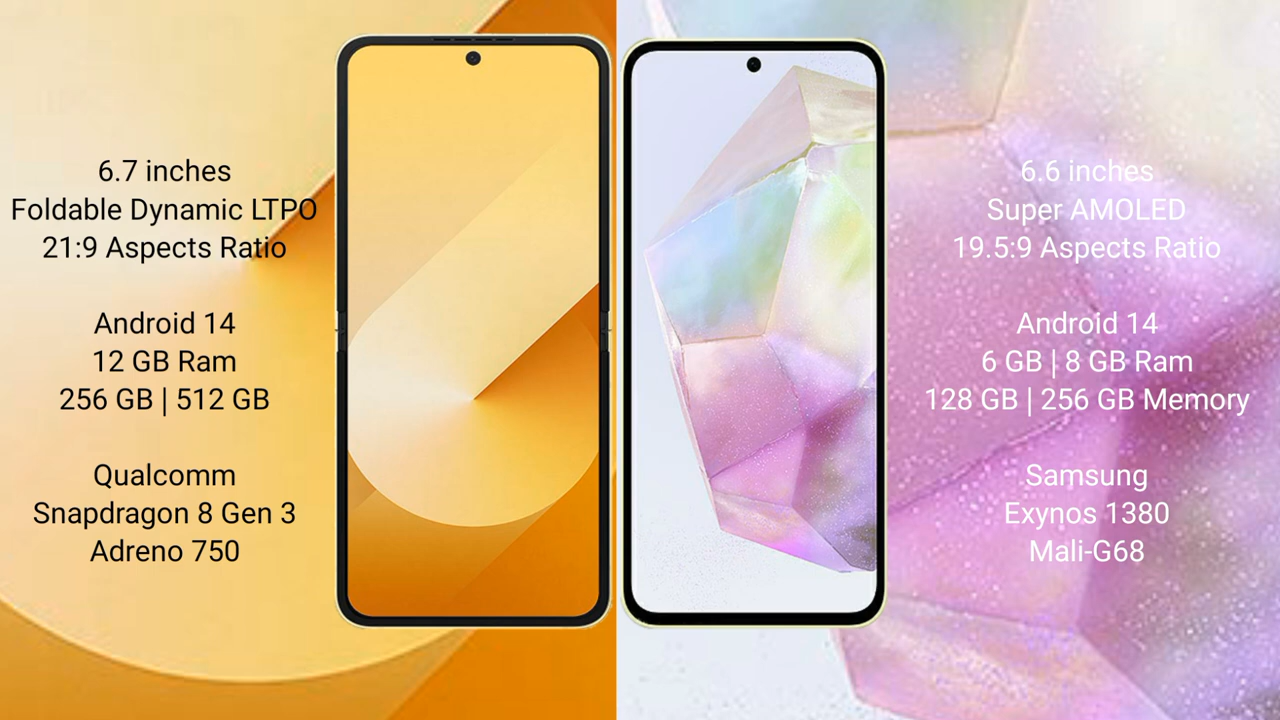 6.7 inches
Foldable Dynamic LTPO
21:9 Aspects Ratio
Android 14
12 GB Ram
256 GB | 512 GB
Qualcomm
Snapdragon 8 Gen 3
Adreno 750
6.6 inches
Super AMOLED
19.5:9 Aspects Ratio
Android 14
6 GB | 8 GB Ram
128 GB | 256 GB Memory
Samsung
Exynos 1380
Mali-G68